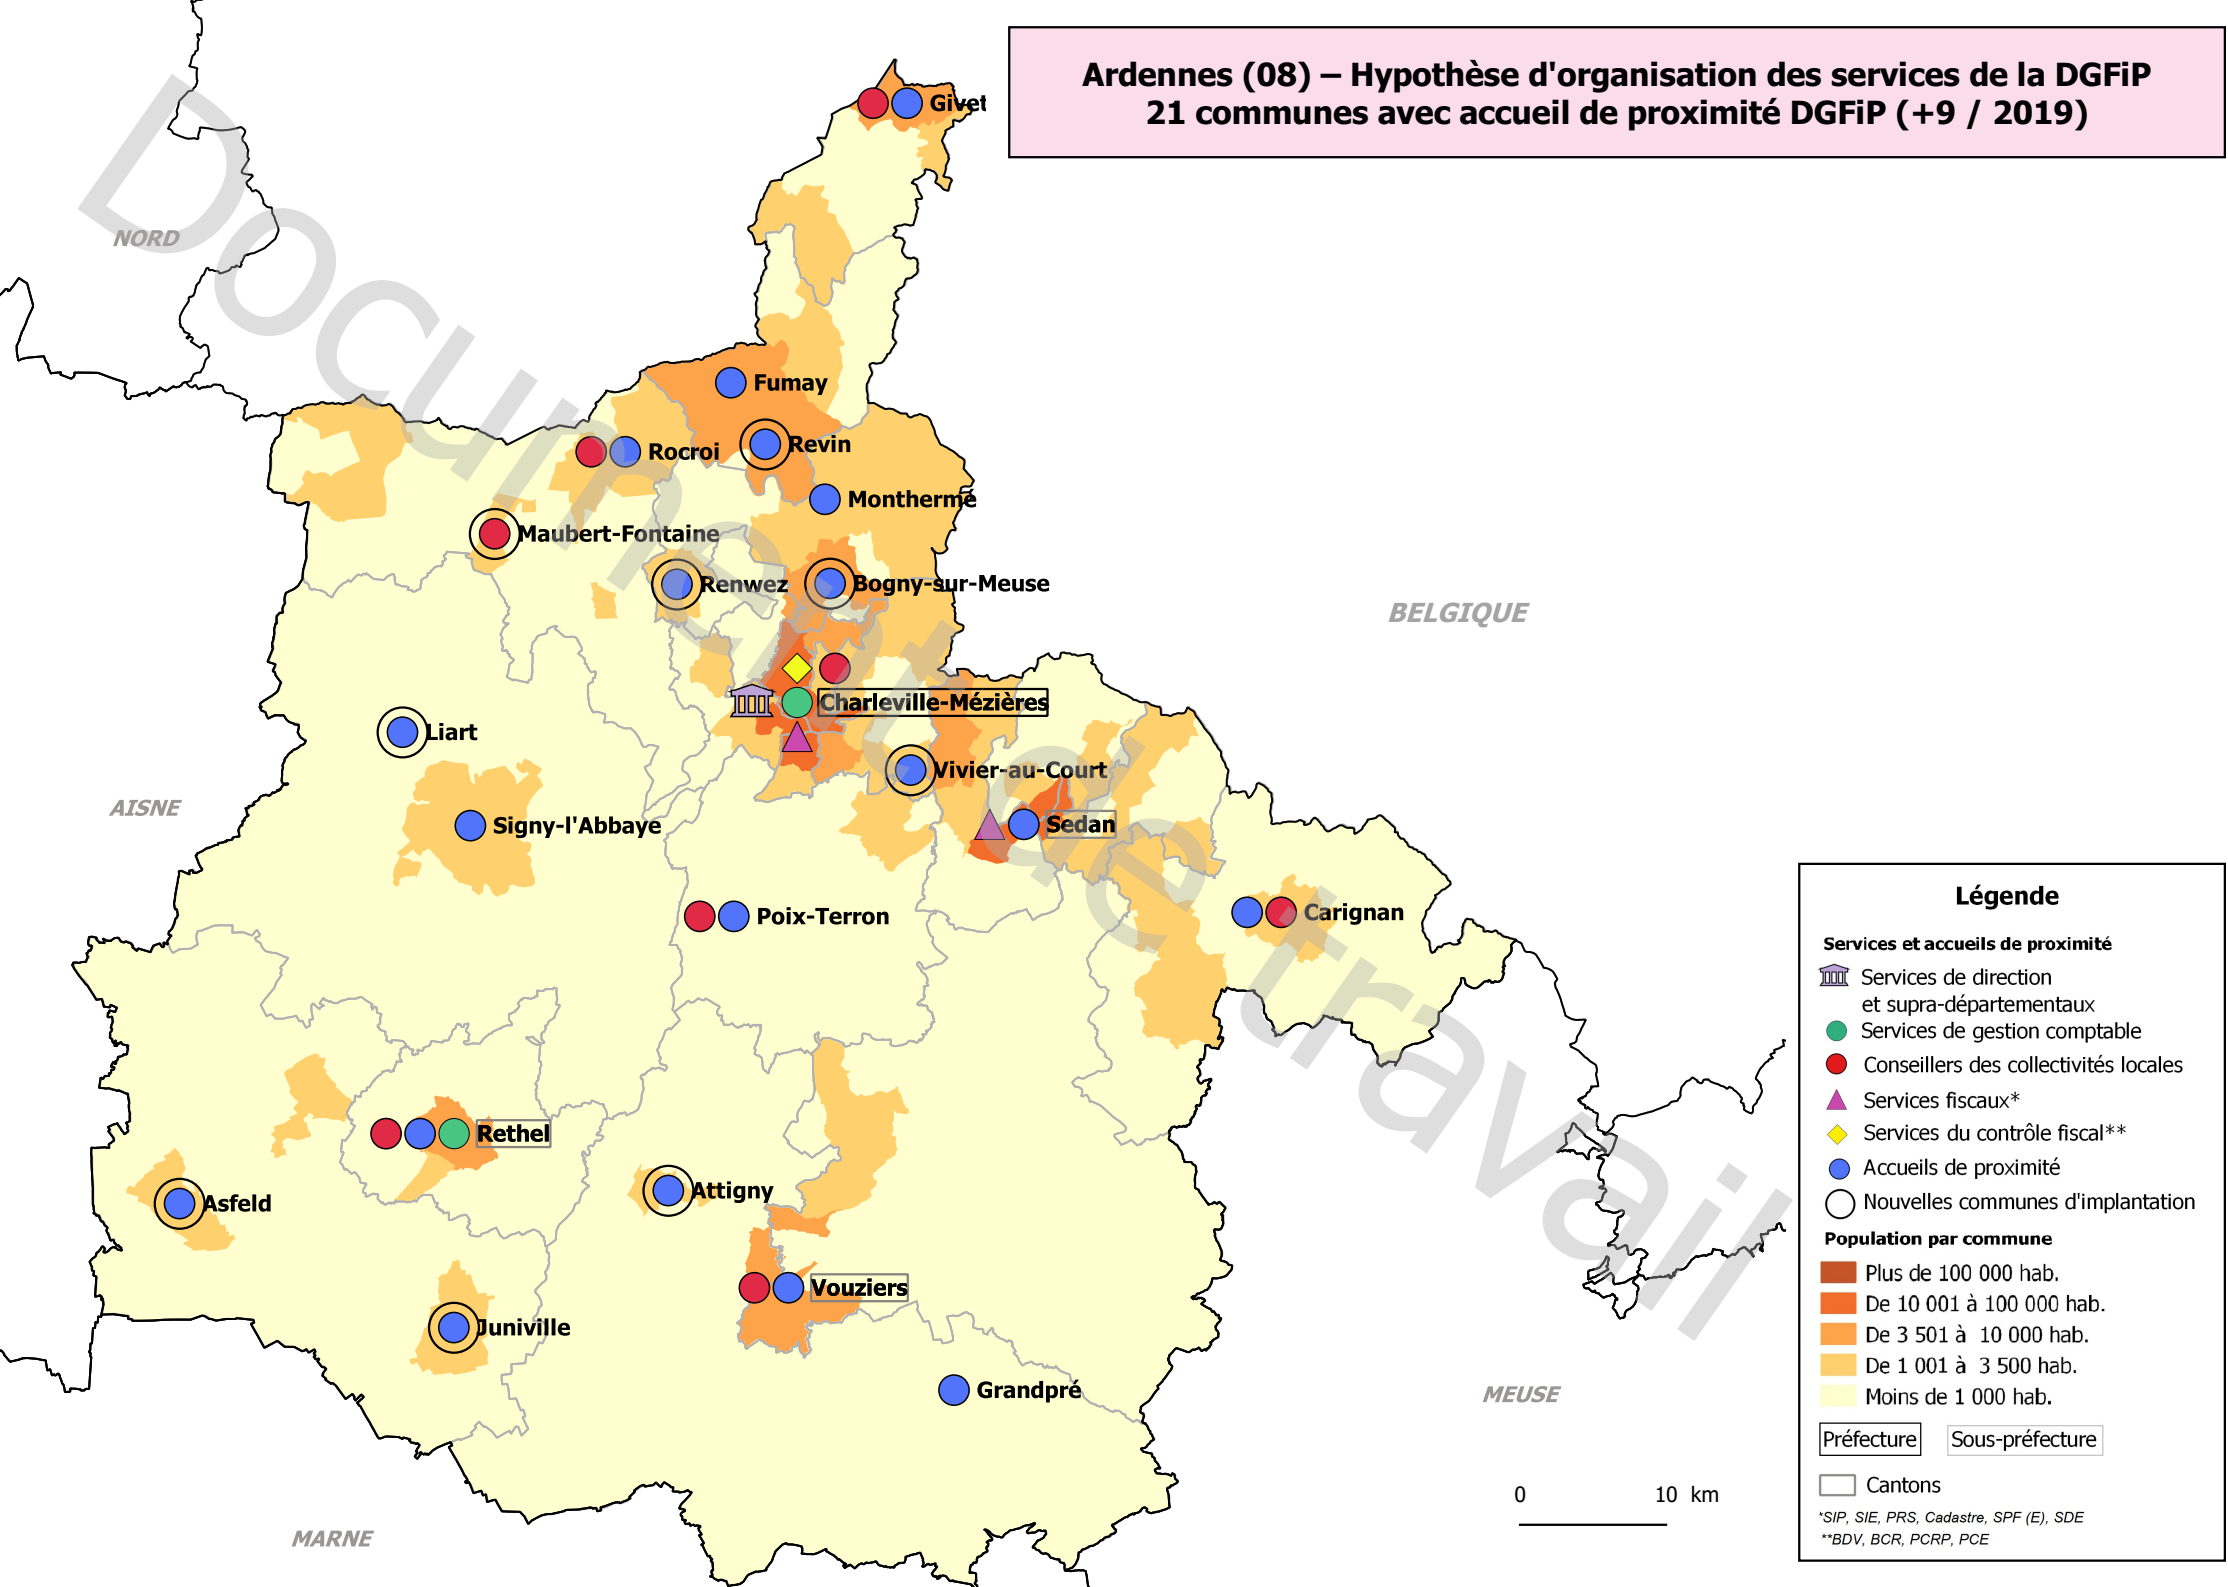 Ardennes (08) – Hypothèse d'organisation des services de la DGFiP
21 communes avec accueil de proximité DGFiP (+9 / 2019)
Document de travail
Givet
NORD
Fumay
Revin
Rocroi
Monthermé
Maubert-Fontaine
Renwez
Bogny-sur-Meuse
BELGIQUE
Charleville-Mézières
Liart
Vivier-au-Court
AISNE
Signy-l'Abbaye
Sedan
Poix-Terron
Carignan
Rethel
Attigny
Asfeld
Vouziers
Juniville
Grandpré
MEUSE
MARNE
0 10 km
Légende
Services et accueils de proximité
Services de direction
et supra-départementaux
Services de gestion comptable
Conseillers des collectivités locales
Services fiscaux*
Services du contrôle fiscal**
Accueils de proximité
Nouvelles communes d'implantation
Population par commune
Plus de 100 000 hab.
De 10 001 à 100 000 hab.
De 3 501 à 10 000 hab.
De 1 001 à 3 500 hab.
Moins de 1 000 hab.
Préfecture Sous-préfecture
Cantons
*SIP, SIE, PRS, Cadastre, SPF (E), SDE
**BDV, BCR, PCRP, PCE